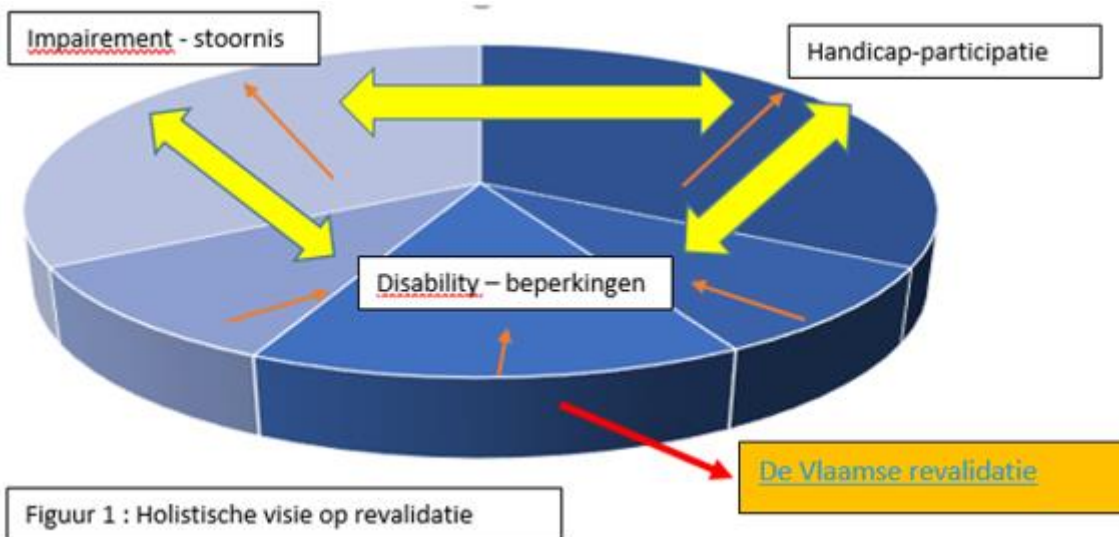 Impairement - stoornis
Handicap-participatie
Disability – beperkingen
De Vlaamse revalidatie
Figuur 1 : Holistische visie op revalidatie